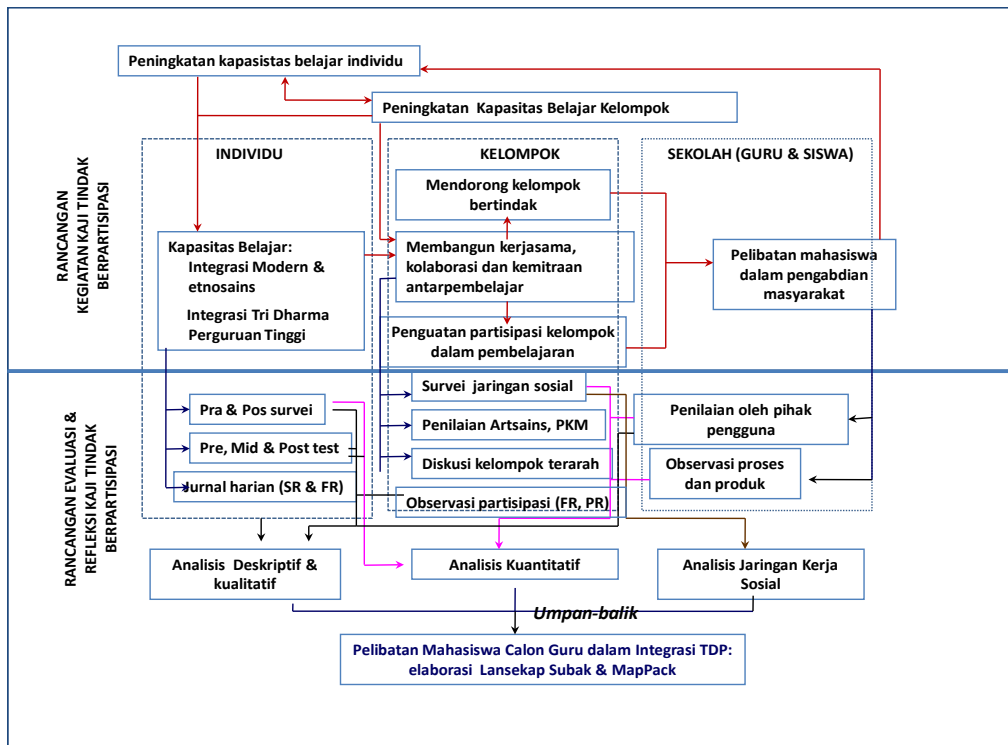 Peningkatan kapasistas belajar individu
Peningkatan Kapasitas Belajar Kelompok
RANCANGAN
KEGIATAN KAJI TINDAK
BERPARTISIPASI
INDIVIDU
KELOMPOK
SEKOLAH (GURU & SISWA)
Mendorong kelompok
bertindak
Kapasitas Belajar:
Integrasi Modern &
etnosains
Integrasi Tri Dharma
Perguruan Tinggi
Membangun kerjasama,
kolaborasi dan kemitraan
antarpembelajar
Pelibatan mahasiswa
dalam pengabdian
masyarakat
Penguatan partisipasi kelompok
dalam pembelajaran
RANCANGAN EVALUASI &
REFLEKSI KAJI TINDAK
BERPARTISIPASI
Pra & Pos survei
Pre, Mid & Post test
Jurnal harian (SR & FR)
Survei jaringan sosial
Penilaian Artsains, PKM
Diskusi kelompok terarah
Observasi partisipasi (FR, PR)
Penilaian oleh pihak
pengguna
Observasi proses
dan produk
Analisis Deskriptif &
kualitatif
Analisis Kuantitatif
Analisis Jaringan Kerja
Sosial
Umpan-balik
Pelibatan Mahasiswa Calon Guru dalam Integrasi TDP:
elaborasi Lansekap Subak & MapPack